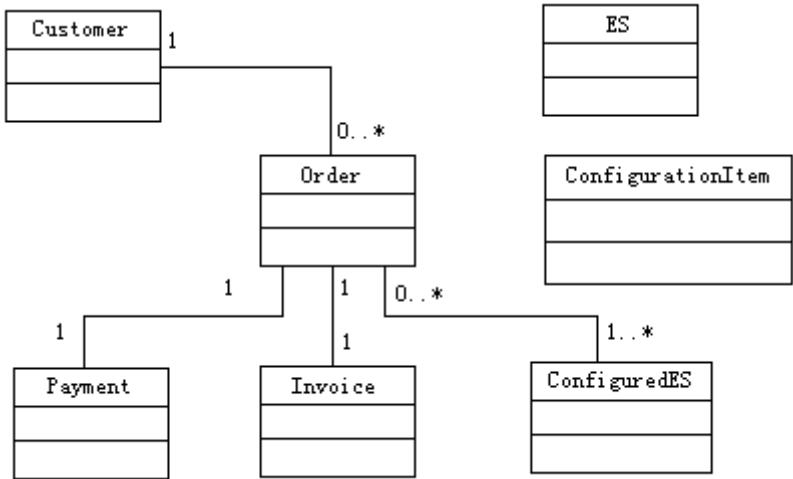 Customer
1
ES
0..*
Order
ConfigurationItem
1
1
0..*
1
1
1..*
Payment
Invoice
ConfiguredES